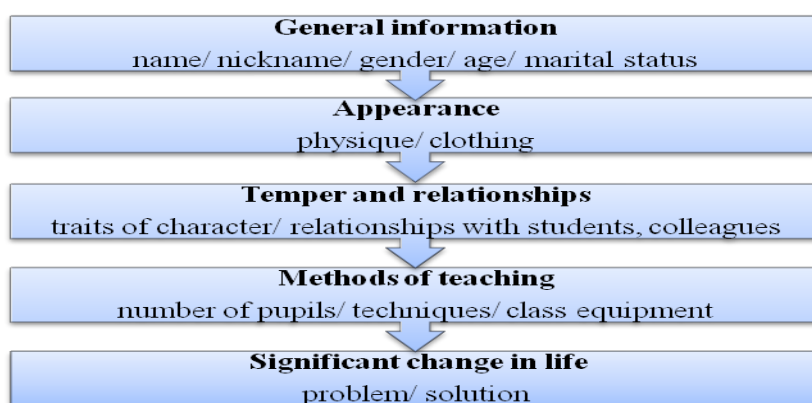 General information
name/ nickname/ gender/ age/ marital status
Appearance
physique/ clothing
Temper and relationships
traits of character/ relationships with students, colleagues
Methods of teaching
number of pupils/ techniques/ class equipment
Significant change in life
problem/ solution